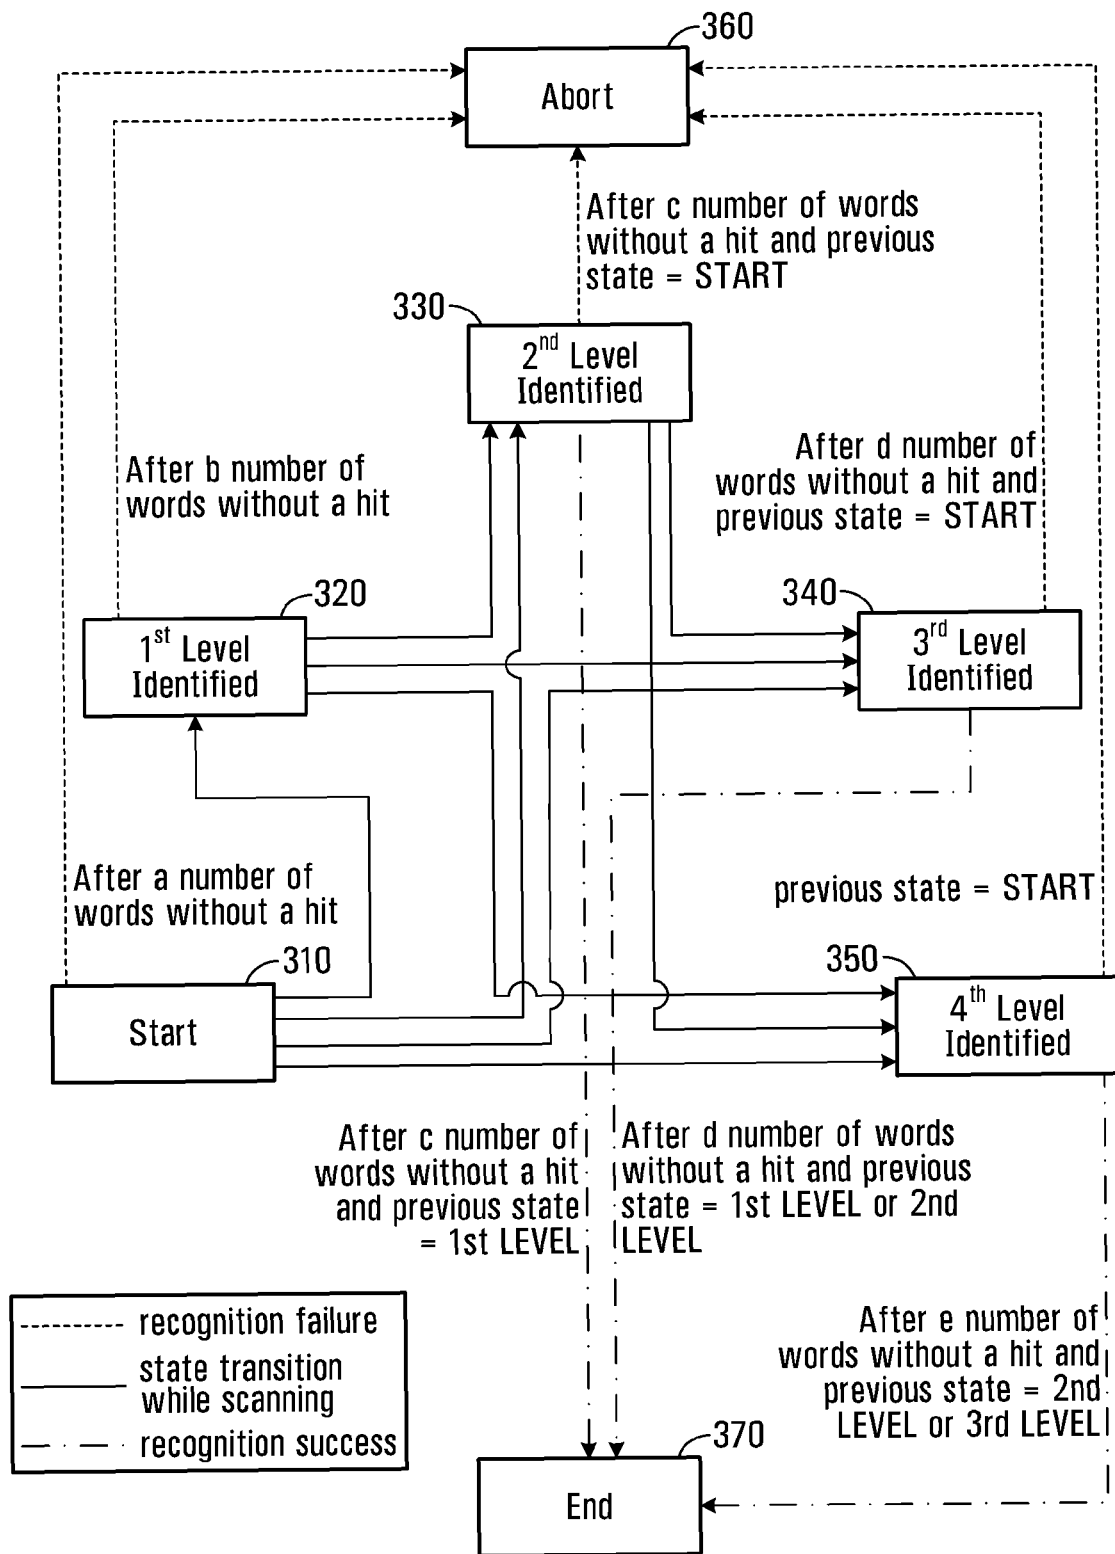 360
Abort
After c number of words
without a hit and previous
state = START
330
2nd Level
Identified
After b number of
words without a hit
After d number of
words without a hit and
previous state = START
320
1st Level
Identified
340
3rd Level
Identified
After a number of
words without a hit
previous state = START
310
Start
350
4th Level
Identified
After c number of
words without a hit
and previous state
= 1st LEVEL
After d number of words
without a hit and previous
state = 1st LEVEL or 2nd
LEVEL
recognition failure
state transition
while scanning
recognition success
After e number of
words without a hit and
previous state = 2nd
LEVEL or 3rd LEVEL
370
End